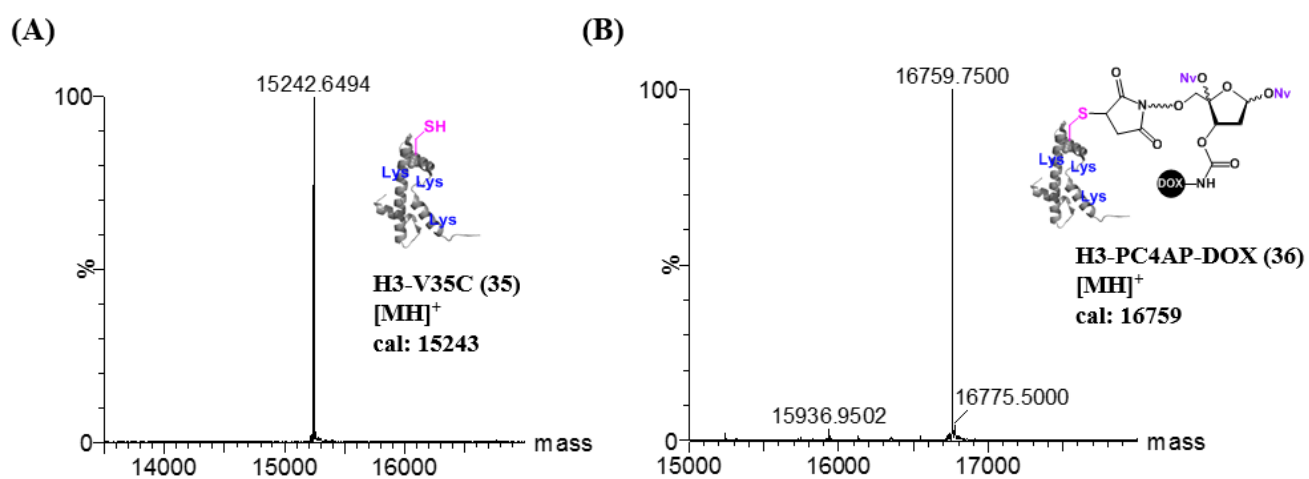 (A)
15242.6494
100
%
0
14000
15000
16000
mass
SH
Lys
Lys
Lys
H3-V35C (35)
[MH]+
cal: 15243
(B)
16759.7500
100
%
0
15936.9502
16775.5000
15000
16000
17000
mass
O
NvO
O
ONv
S
N
O
O
O
O
DOX
NH
Lys
Lys
Lys
H3-PC4AP-DOX (36)
[MH]+
cal: 16759